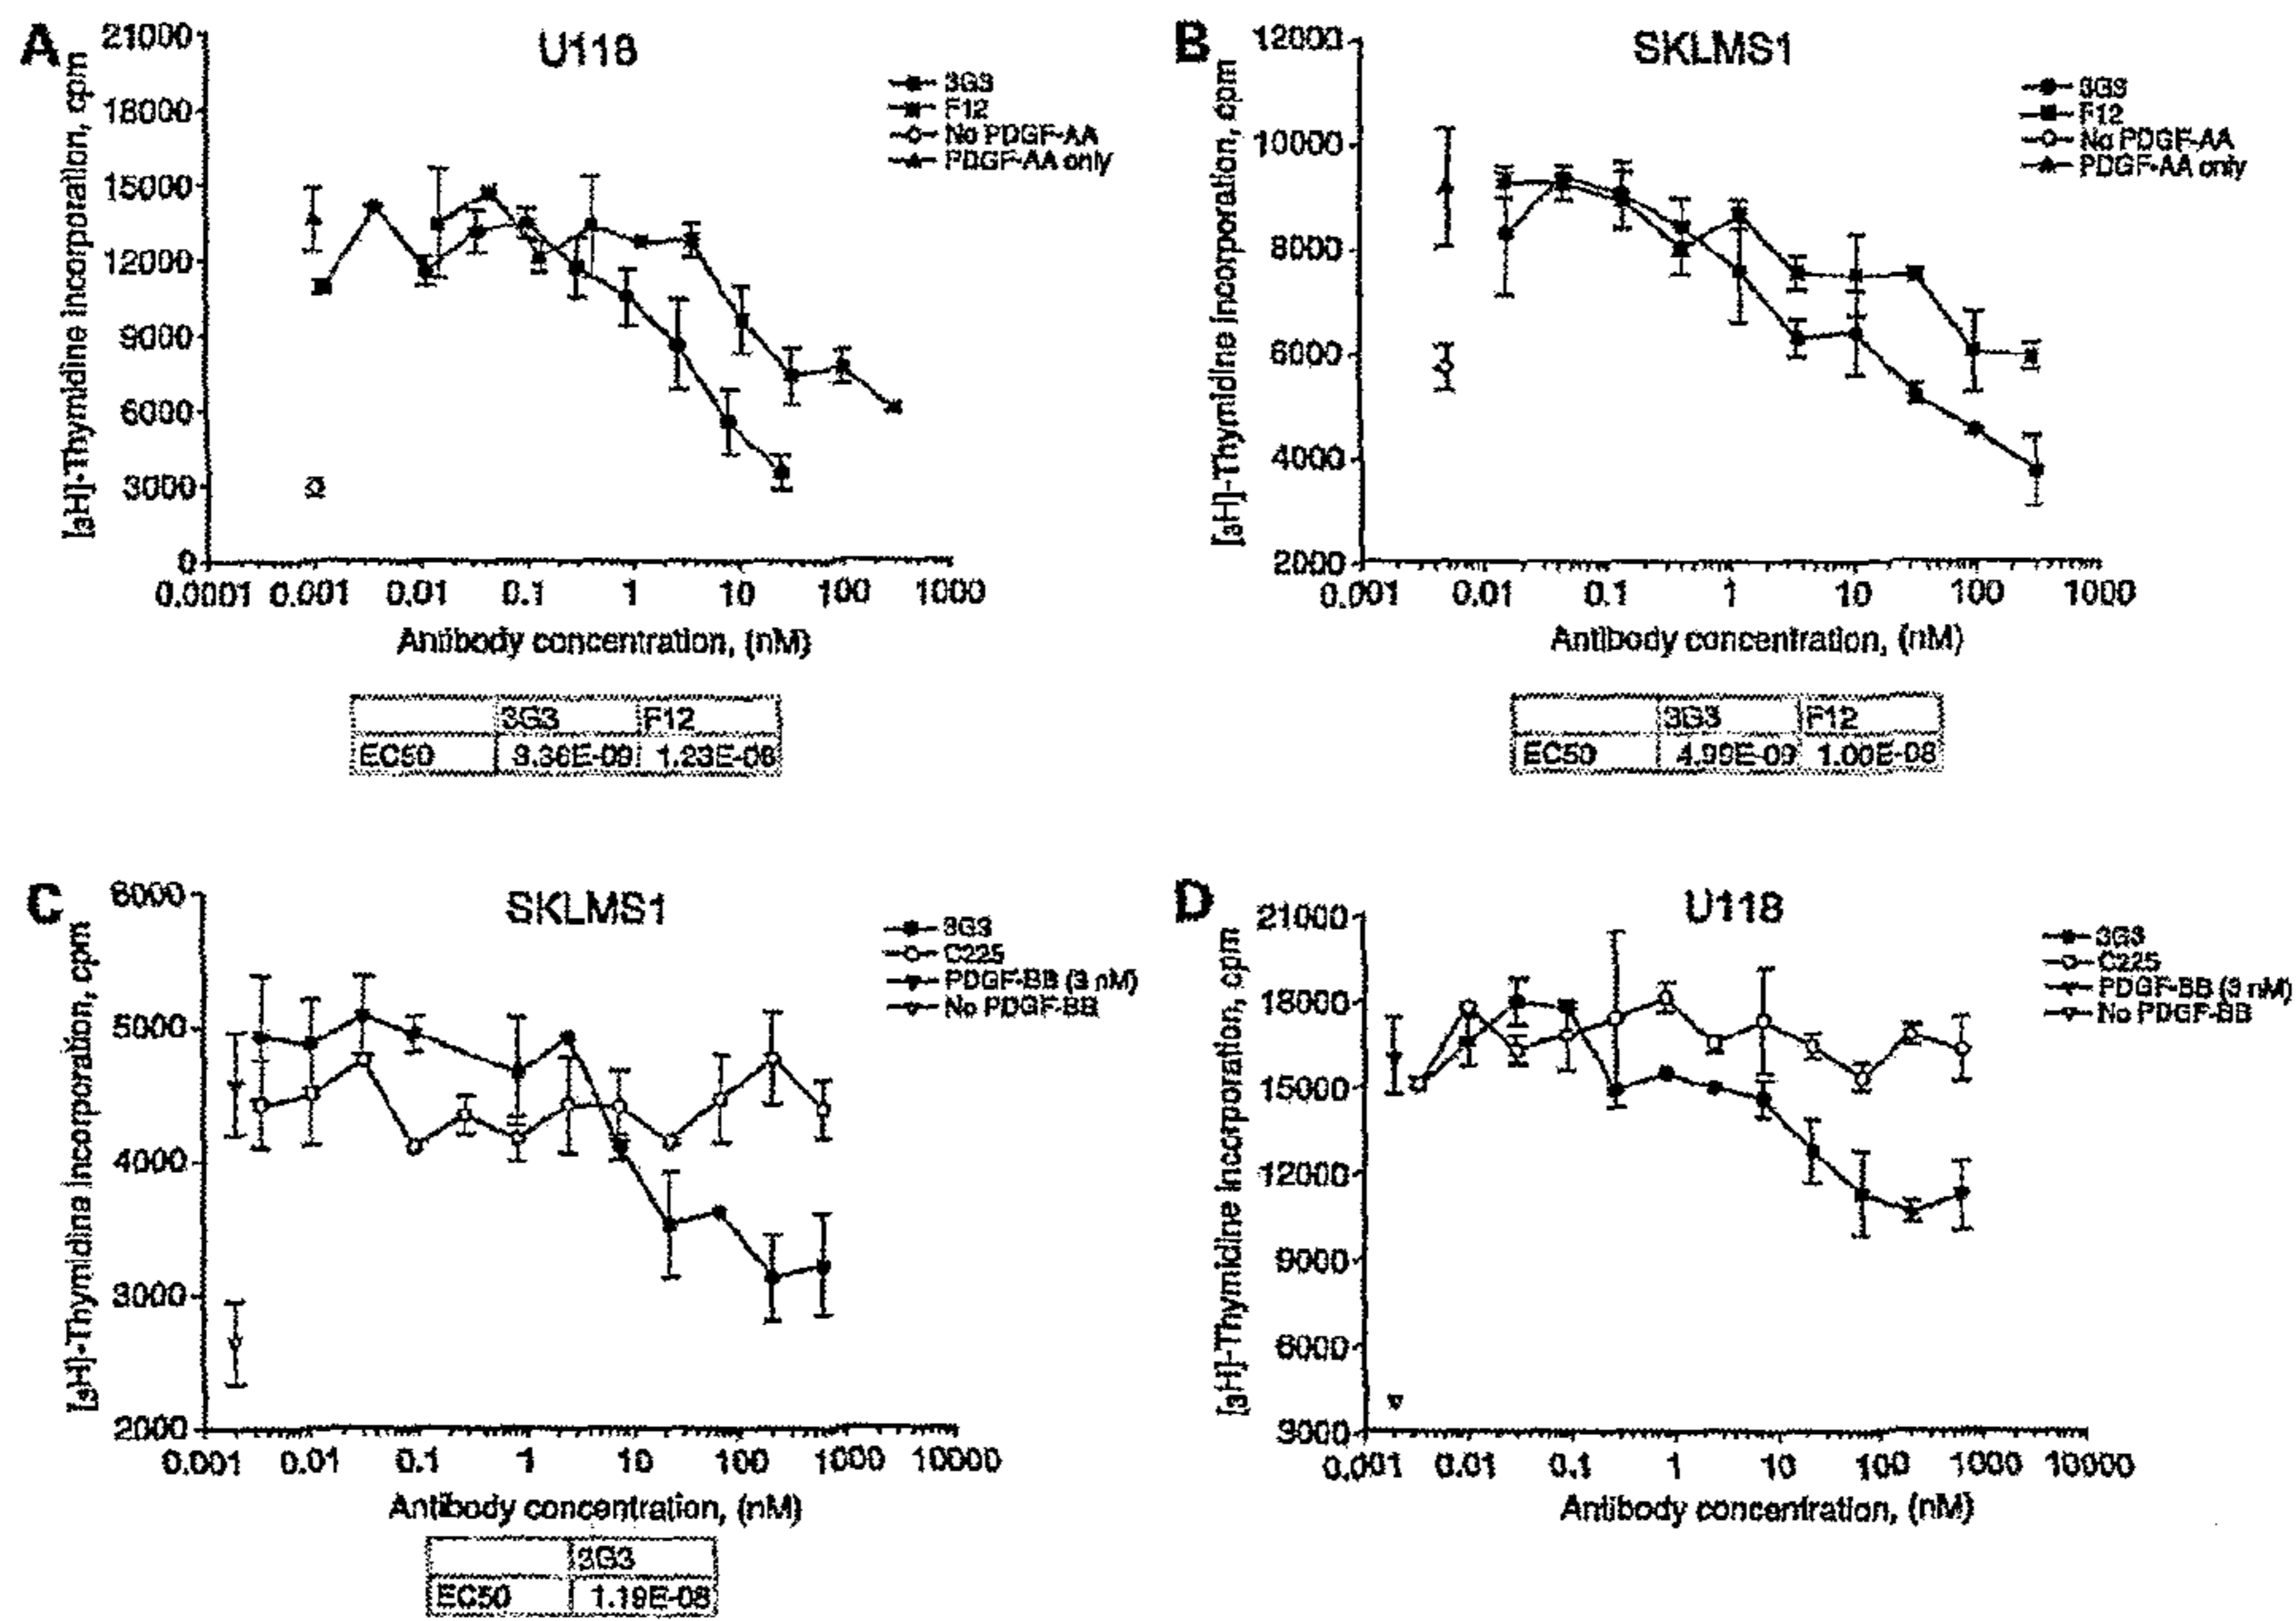 A
U118
21000
18000
15000
12000
9000
6000
3000
0
[3H]-Thymidine incorporation, cpm
3G3
F12
No PDGF-AA
PDGF-AA only
0.0001 0.001 0.01 0.1 1 10 100 1000
Antibody concentration, (nM)
3G3 F12
EC50
B
SKLMS1
12000
10000
8000
6000
4000
2000
[3H]-Thymidine incorporation, cpm
3G3
F12
No PDGF-AA
PDGF-AA only
0.001 0.01 0.1 1 10 100 1000
Antibody concentration, (nM)
3G3 F12
EC50 4.99E-09 1.00E-08
C
SKLMS1
6000
5000
4000
3000
2000
[3H]-Thymidine incorporation, cpm
3G3
C225
PDGF-BB (3 nM)
No PDGF-BB
0.001 0.01 0.1 1 10 100 1000 10000
Antibody concentration, (nM)
3G3
EC50 1.19E-08
D
U118
21000
18000
15000
12000
9000
6000
3000
[3H]-Thymidine incorporation, cpm
3G3
C225
PDGF-BB (3 nM)
No PDGF-BB
0.001 0.01 0.1 1 10 100 1000 10000
Antibody concentration, (nM)